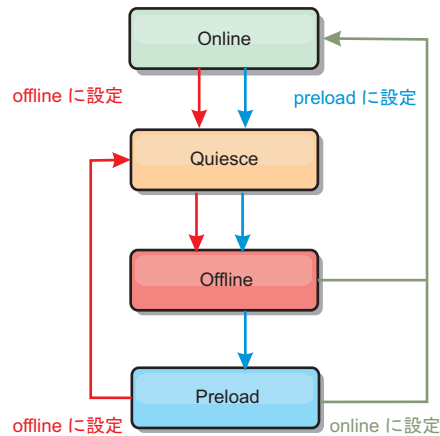 Online
offline に設定
preload に設定
Quiesce
Offline
Preload
offline に設定
online に設定